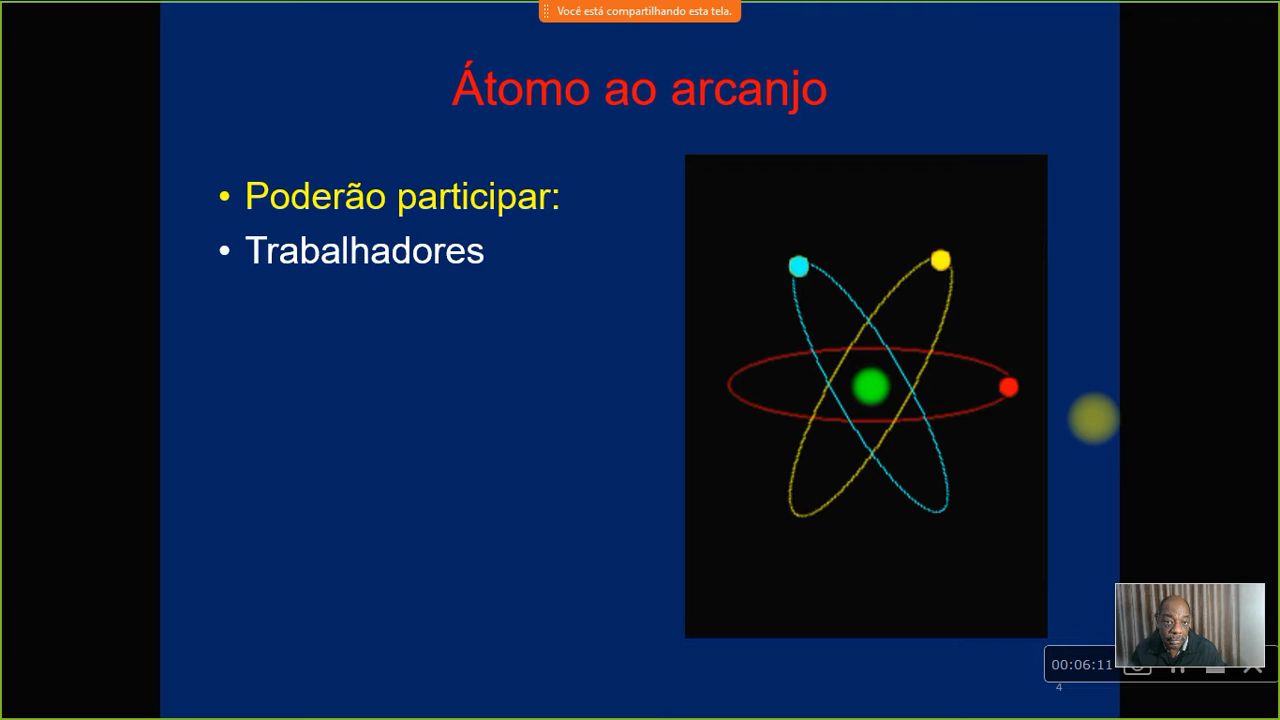 Você está compartilhando esta tela.
Átomo ao arcanjo
• Poderão participar:
• Trabalhadores
00:06:11
4